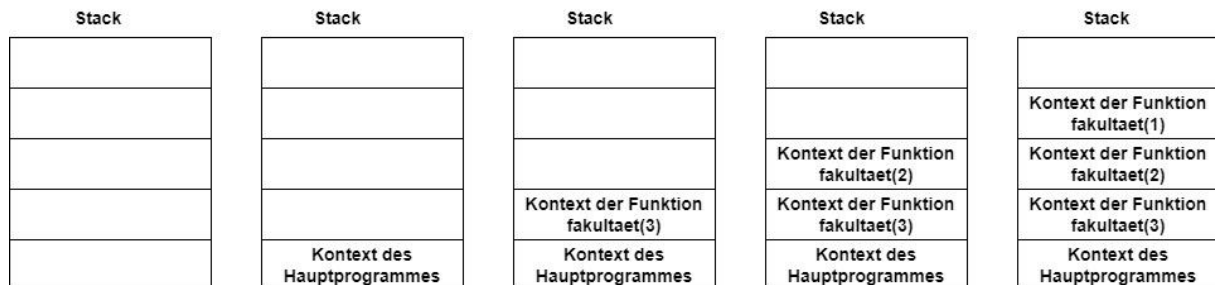 Stack
Stack
Stack
Stack
Stack
Kontext des
Hauptprogrammes
Kontext der Funktion
fakultaet(3)
Kontext des
Hauptprogrammes
Kontext der Funktion
fakultaet(2)
Kontext der Funktion
fakultaet(3)
Kontext des
Hauptprogrammes
Kontext der Funktion
fakultaet(1)
Kontext der Funktion
fakultaet(2)
Kontext der Funktion
fakultaet(3)
Kontext des
Hauptprogrammes